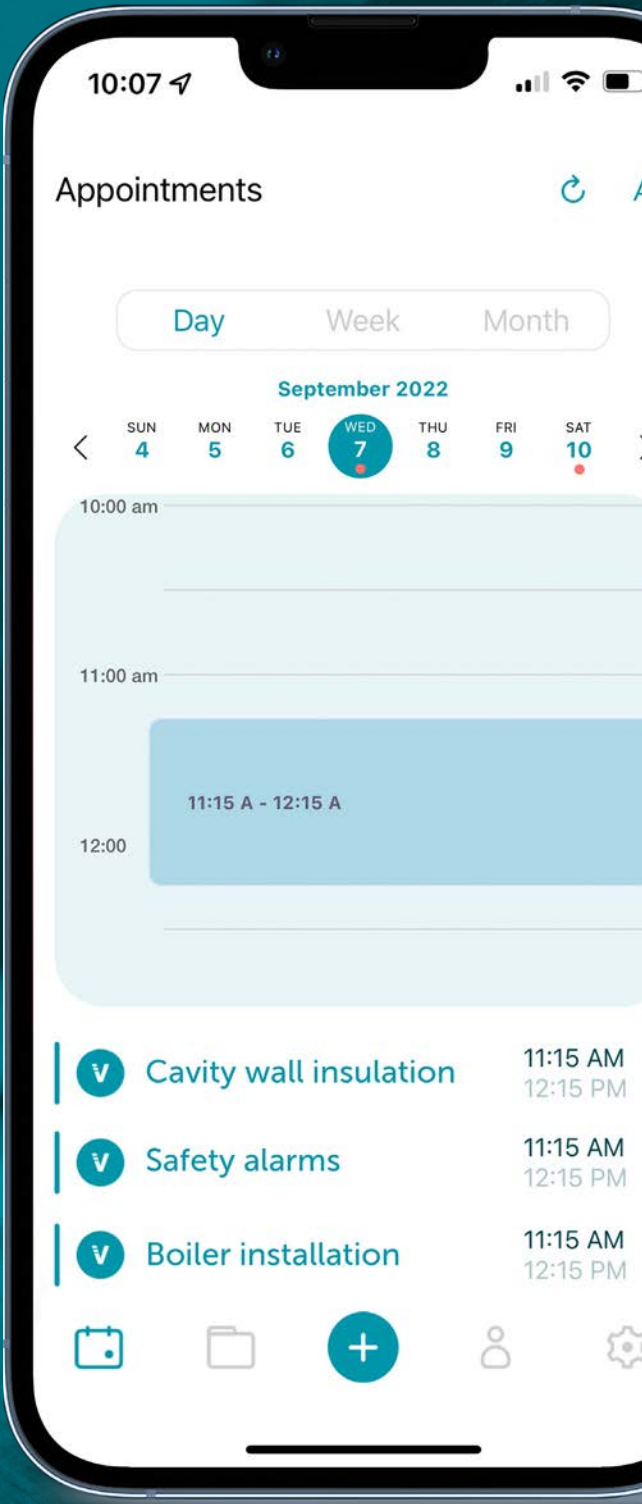 10:07
Appointments
Day Week Month
September 2022
SUN MON TUE WED THU FRI SAT
4 5 6 7 8 9 10
10:00 am
11:00 am
11:15 A - 12:15 A
12:00
Cavity wall insulation 11:15 AM
12:15 PM
Safety alarms 11:15 AM
12:15 PM
Boiler installation 11:15 AM
12:15 PM